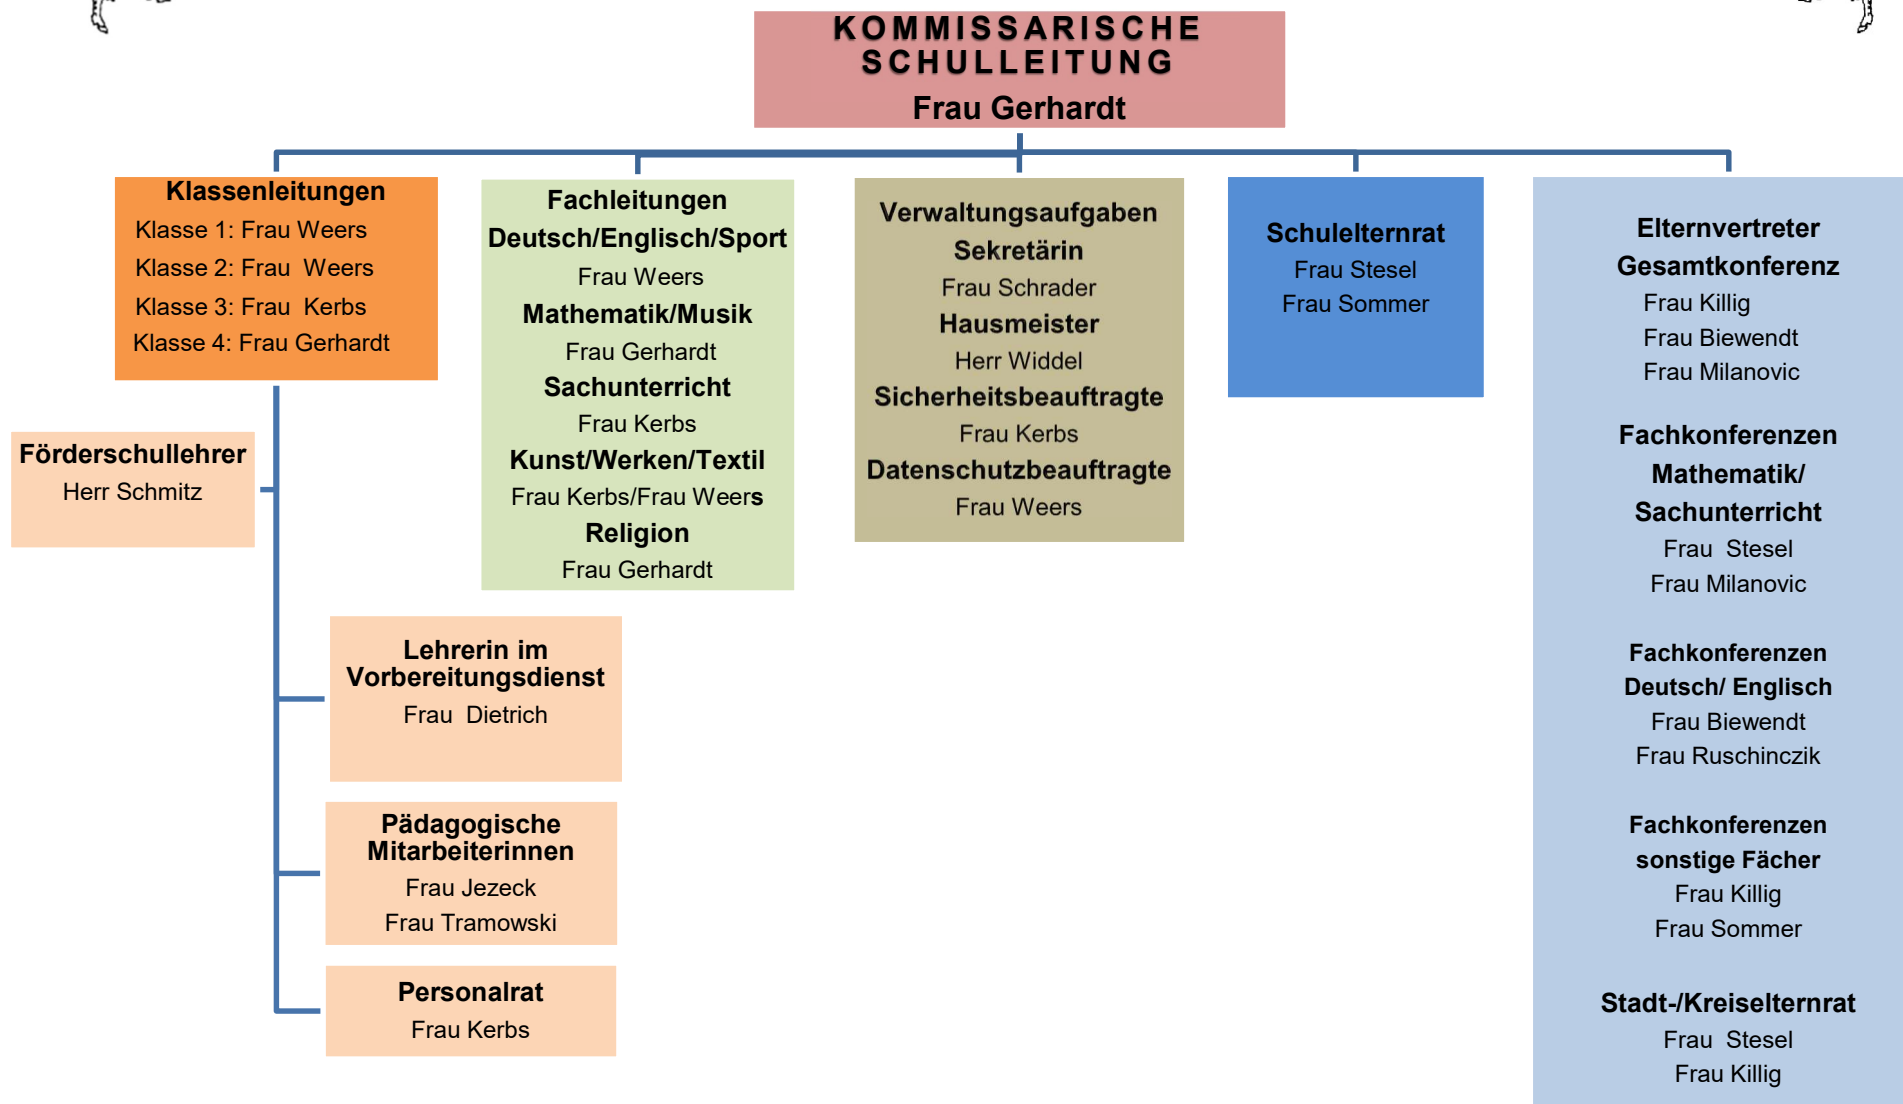 KOMMISSARISCHE
SCHULLEITUNG
Frau Gerhardt
Klassenleitungen
Klasse 1: Frau Weers
Klasse 2: Frau  Weers
Klasse 3: Frau  Kerbs
Klasse 4: Frau Gerhardt
Förderschullehrer
Herr Schmitz
Lehrerin im
Vorbereitungsdienst
Frau  Dietrich
Pädagogische
Mitarbeiterinnen
Frau Jezeck
Frau Tramowski
Personalrat
Frau Kerbs
Fachleitungen
Deutsch/Englisch/Sport
Frau Weers
Mathematik/Musik
Frau Gerhardt
Sachunterricht
Frau Kerbs
Kunst/Werken/Textil
Frau Kerbs/Frau Weers
Religion
Frau Gerhardt
Verwaltungsaufgaben
Sekretärin
Frau Schrader
Hausmeister
Herr Widdel
Sicherheitsbeauftragte
Frau Kerbs
Datenschutzbeauftragte
Frau Weers
Schulelternrat
Frau Stesel
Frau Sommer
Elternvertreter
Gesamtkonferenz
Frau Killig
Frau Biewendt
Frau Milanovic
Fachkonferenzen
Mathematik/
Sachunterricht
Frau  Stesel
Frau Milanovic
Fachkonferenzen
Deutsch/ Englisch
Frau Biewendt
Frau Ruschinczik
Fachkonferenzen
sonstige Fächer
Frau Killig
Frau Sommer
Stadt-/Kreiselternrat
Frau  Stesel
Frau Killig